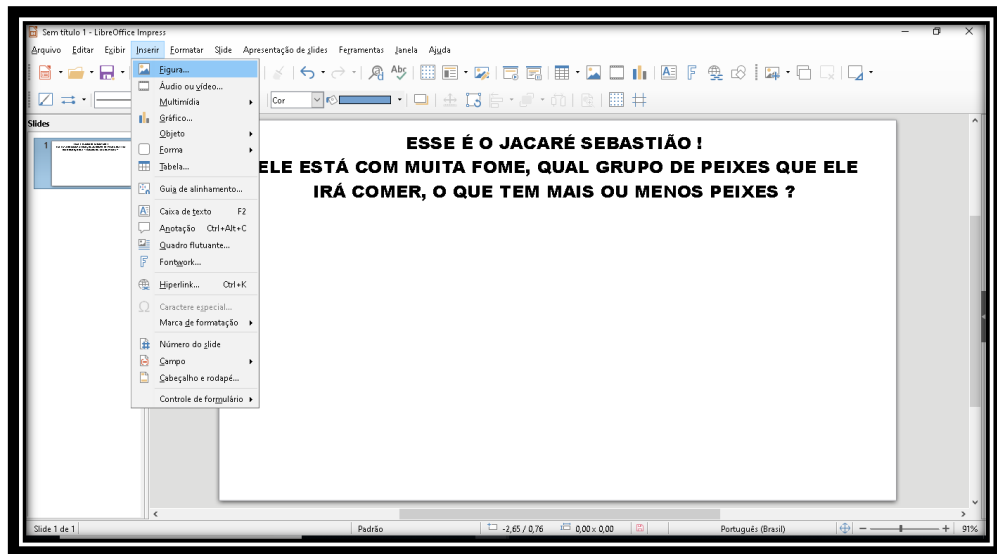 Sem título 1 - LibreOffice Impress
Arquivo Editar Exibir Inserir Formatar Slide Apresentação de slides Ferramentas Janela Ajuda
Figura...
Áudio ou vídeo...
Multimídia
Gráfico...
Objeto
Forma
Tabela...
Guia de alinhamento...
Caixa de texto F2
Anotação Ctrl+Alt+C
Quadro flutuante...
Fontwork...
Hiperlink... Ctrl+K
Caractere especial...
Marca de formatação
Número do slide
Campo
Cabeçalho e rodapé...
Controle de formulário
Abc
Cor
Slides
1
ESSE É O JACARÉ SEBASTIÃO !
ELE ESTÁ COM MUITA FOME, QUAL GRUPO DE PEIXES QUE ELE
IRÁ COMER, O QUE TEM MAIS OU MENOS PEIXES ?
Slide 1 de 1 Padrão -2,65 / 0,76 0,00 x 0,00 Português (Brasil) 91%